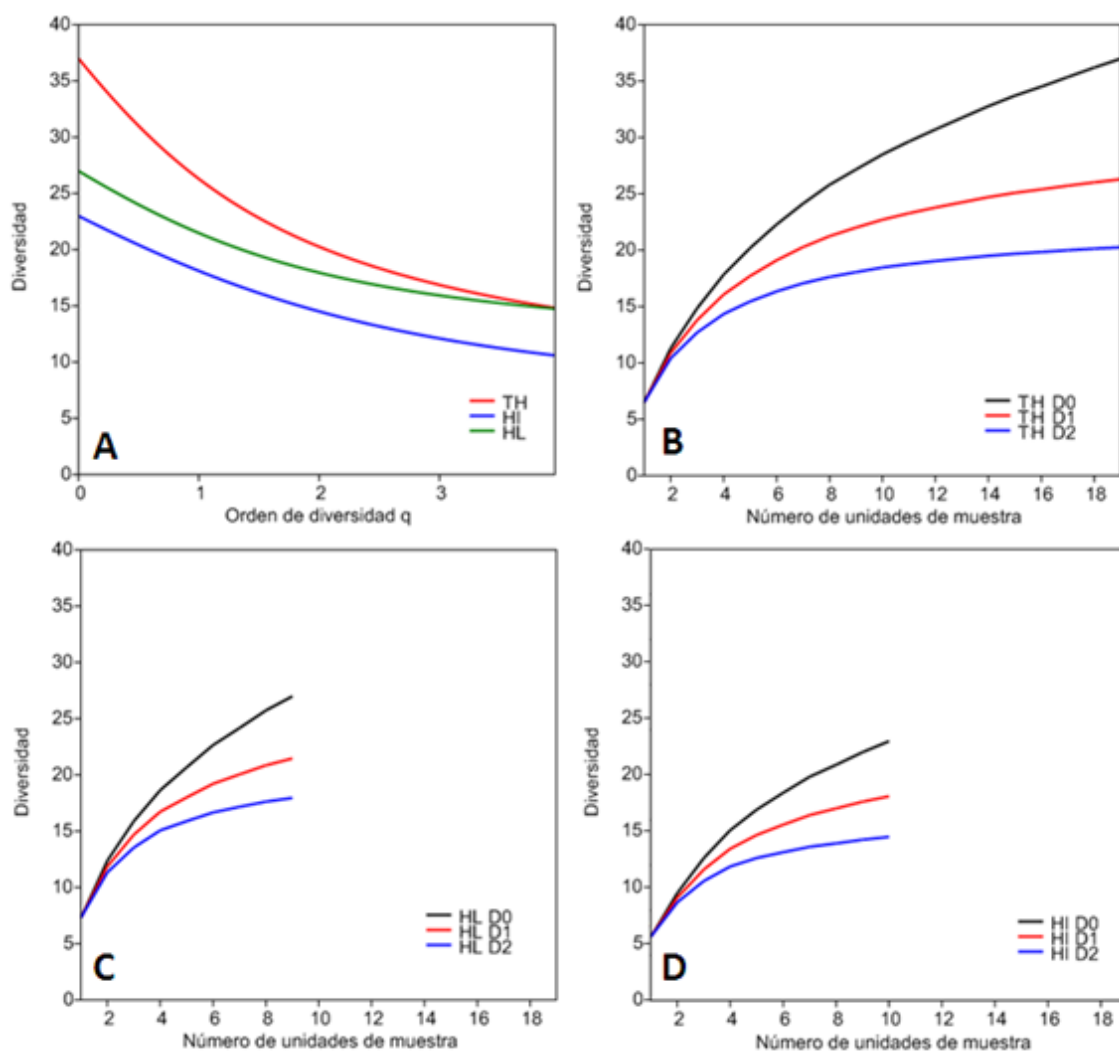 40
35
30
25
20
15
10
5
0
Diversidad
TH
HI
HL
A
0 1 2 3
Orden de diversidad q
40
35
30
25
20
15
10
5
0
Diversidad
TH D0
TH D1
TH D2
B
2 4 6 8 10 12 14 16 18
Número de unidades de muestra
40
35
30
25
20
15
10
5
0
Diversidad
HL D0
HL D1
HL D2
C
2 4 6 8 10 12 14 16 18
Número de unidades de muestra
40
35
30
25
20
15
10
5
0
Diversidad
HI D0
HI D1
HI D2
D
2 4 6 8 10 12 14 16 18
Número de unidades de muestra